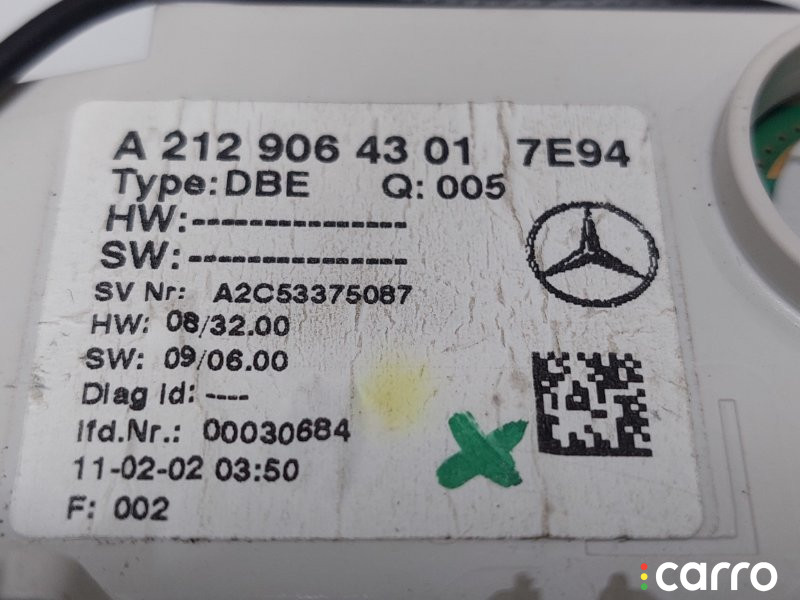 A 212 906 43 01 7E94
Type: DBE Q: 005
HW:---------------
SW:---------------
SV Nr: A2C53375087
HW: 08/32.00
SW: 09/06.00
Diag Id: ----
lfd.Nr.: 00030684
11-02-02 03:50
F: 002
carro